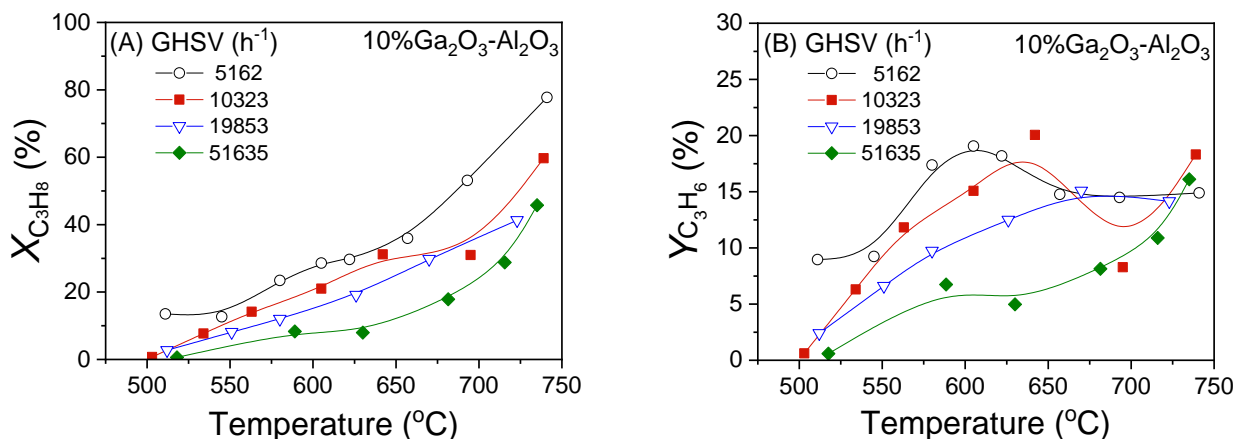 (A) GHSV (h⁻¹) 10%Ga₂O₃-Al₂O₃
5162
10323
19853
51635
X_C₃H₈ (%)
100
80
60
40
20
0
500 550 600 650 700 750
Temperature (°C)
(B) GHSV (h⁻¹) 10%Ga₂O₃-Al₂O₃
5162
10323
19853
51635
Y_C₃H₆ (%)
30
25
20
15
10
5
0
500 550 600 650 700 750
Temperature (°C)